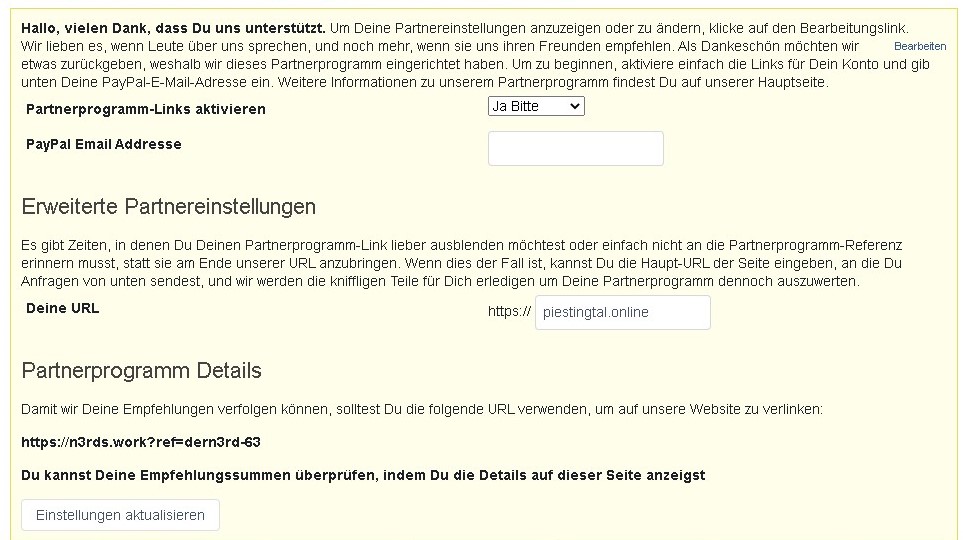 Hallo, vielen Dank, dass Du uns unterstützt. Um Deine Partnereinstellungen anzuzeigen oder zu ändern, klicke auf den Bearbeitungslink.
Bearbeiten
Wir lieben es, wenn Leute über uns sprechen, und noch mehr, wenn sie uns ihren Freunden empfehlen. Als Dankeschön möchten wir
etwas zurückgeben, weshalb wir dieses Partnerprogramm eingerichtet haben. Um zu beginnen, aktiviere einfach die Links für Dein Konto und gib
unten Deine PayPal-E-Mail-Adresse ein. Weitere Informationen zu unserem Partnerprogramm findest Du auf unserer Hauptseite.
Partnerprogramm-Links aktivieren
Ja Bitte
PayPal Email Addresse
Erweiterte Partnereinstellungen
Es gibt Zeiten, in denen Du Deinen Partnerprogramm-Link lieber ausblenden möchtest oder einfach nicht an die Partnerprogramm-Referenz
erinnern musst, statt sie am Ende unserer URL anzubringen. Wenn dies der Fall ist, kannst Du die Haupt-URL der Seite eingeben, an die Du
Anfragen von unten sendest, und wir werden die kniffligen Teile für Dich erledigen um Deine Partnerprogramm dennoch auszuwerten.
Deine URL
https:// piestingtal.online
Partnerprogramm Details
Damit wir Deine Empfehlungen verfolgen können, solltest Du die folgende URL verwenden, um auf unsere Website zu verlinken:
https://n3rds.work?ref=dern3rd-63
Du kannst Deine Empfehlungssummen überprüfen, indem Du die Details auf dieser Seite anzeigst
Einstellungen aktualisieren